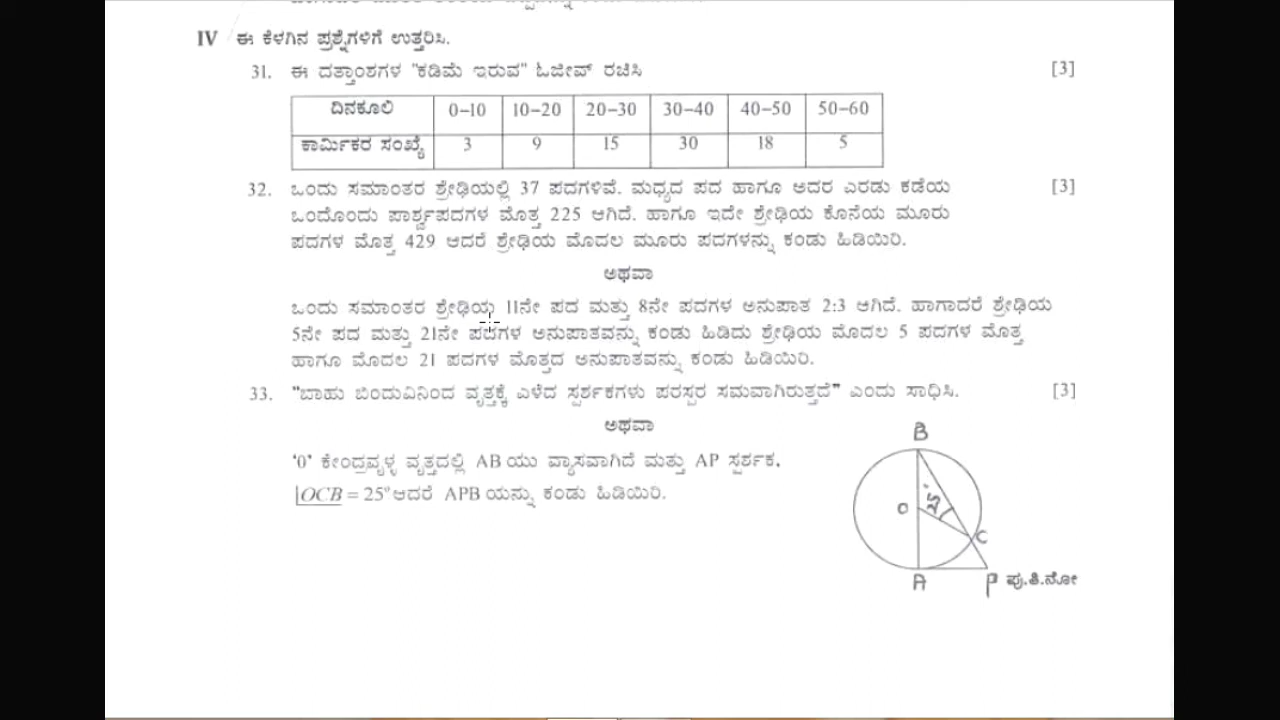 IV ಈ ಕೆಳಗಿನ ಪ್ರಶ್ನೆಗಳಿಗೆ ಉತ್ತರಿಸಿ.
31. ಈ ದತ್ತಾಂಶಗಳ "ಕಡಿಮೆ ಇರುವ" ಓಜೀವ್ ರಚಿಸಿ [3]
ದಿನಕೂಲಿ 0-10 10-20 20-30 30-40 40-50 50-60
ಕಾರ್ಮಿಕರ ಸಂಖ್ಯೆ 3 9 15 30 18 5
32. ಒಂದು ಸಮಾಂತರ ಶ್ರೇಢಿಯಲ್ಲಿ 37 ಪದಗಳಿವೆ. ಮಧ್ಯದ ಪದ ಹಾಗೂ ಅದರ ಎರಡು ಕಡೆಯ [3]
ಒಂದೊಂದು ಪಾರ್ಶ್ವಪದಗಳ ಮೊತ್ತ 225 ಆಗಿದೆ. ಹಾಗೂ ಇದೇ ಶ್ರೇಢಿಯ ಕೊನೆಯ ಮೂರು
ಪದಗಳ ಮೊತ್ತ 429 ಆದರೆ ಶ್ರೇಢಿಯ ಮೊದಲ ಮೂರು ಪದಗಳನ್ನು ಕಂಡು ಹಿಡಿಯಿರಿ.
ಅಥವಾ
ಒಂದು ಸಮಾಂತರ ಶ್ರೇಢಿಯ 11ನೇ ಪದ ಮತ್ತು 8ನೇ ಪದಗಳ ಅನುಪಾತ 2:3 ಆಗಿದೆ. ಹಾಗಾದರೆ ಶ್ರೇಢಿಯ
5ನೇ ಪದ ಮತ್ತು 21ನೇ ಪದಗಳ ಅನುಪಾತವನ್ನು ಕಂಡು ಹಿಡಿದು ಶ್ರೇಢಿಯ ಮೊದಲ 5 ಪದಗಳ ಮೊತ್ತ
ಹಾಗೂ ಮೊದಲ 21 ಪದಗಳ ಮೊತ್ತದ ಅನುಪಾತವನ್ನು ಕಂಡು ಹಿಡಿಯಿರಿ.
33. "ಬಾಹು ಬಿಂದುವಿನಿಂದ ವೃತ್ತಕ್ಕೆ ಎಳೆದ ಸ್ಪರ್ಶಕಗಳು ಪರಸ್ಪರ ಸಮವಾಗಿರುತ್ತದೆ" ಎಂದು ಸಾಧಿಸಿ. [3]
ಅಥವಾ
'0' ಕೇಂದ್ರವುಳ್ಳ ವೃತ್ತದಲ್ಲಿ AB ಯು ವ್ಯಾಸವಾಗಿದೆ ಮತ್ತು AP ಸ್ಪರ್ಶಕ,
OCB = 25° ಆದರೆ APB ಯನ್ನು ಕಂಡು ಹಿಡಿಯಿರಿ.
B
O 25°
C
A P ಪು.ತಿ.ನೋ